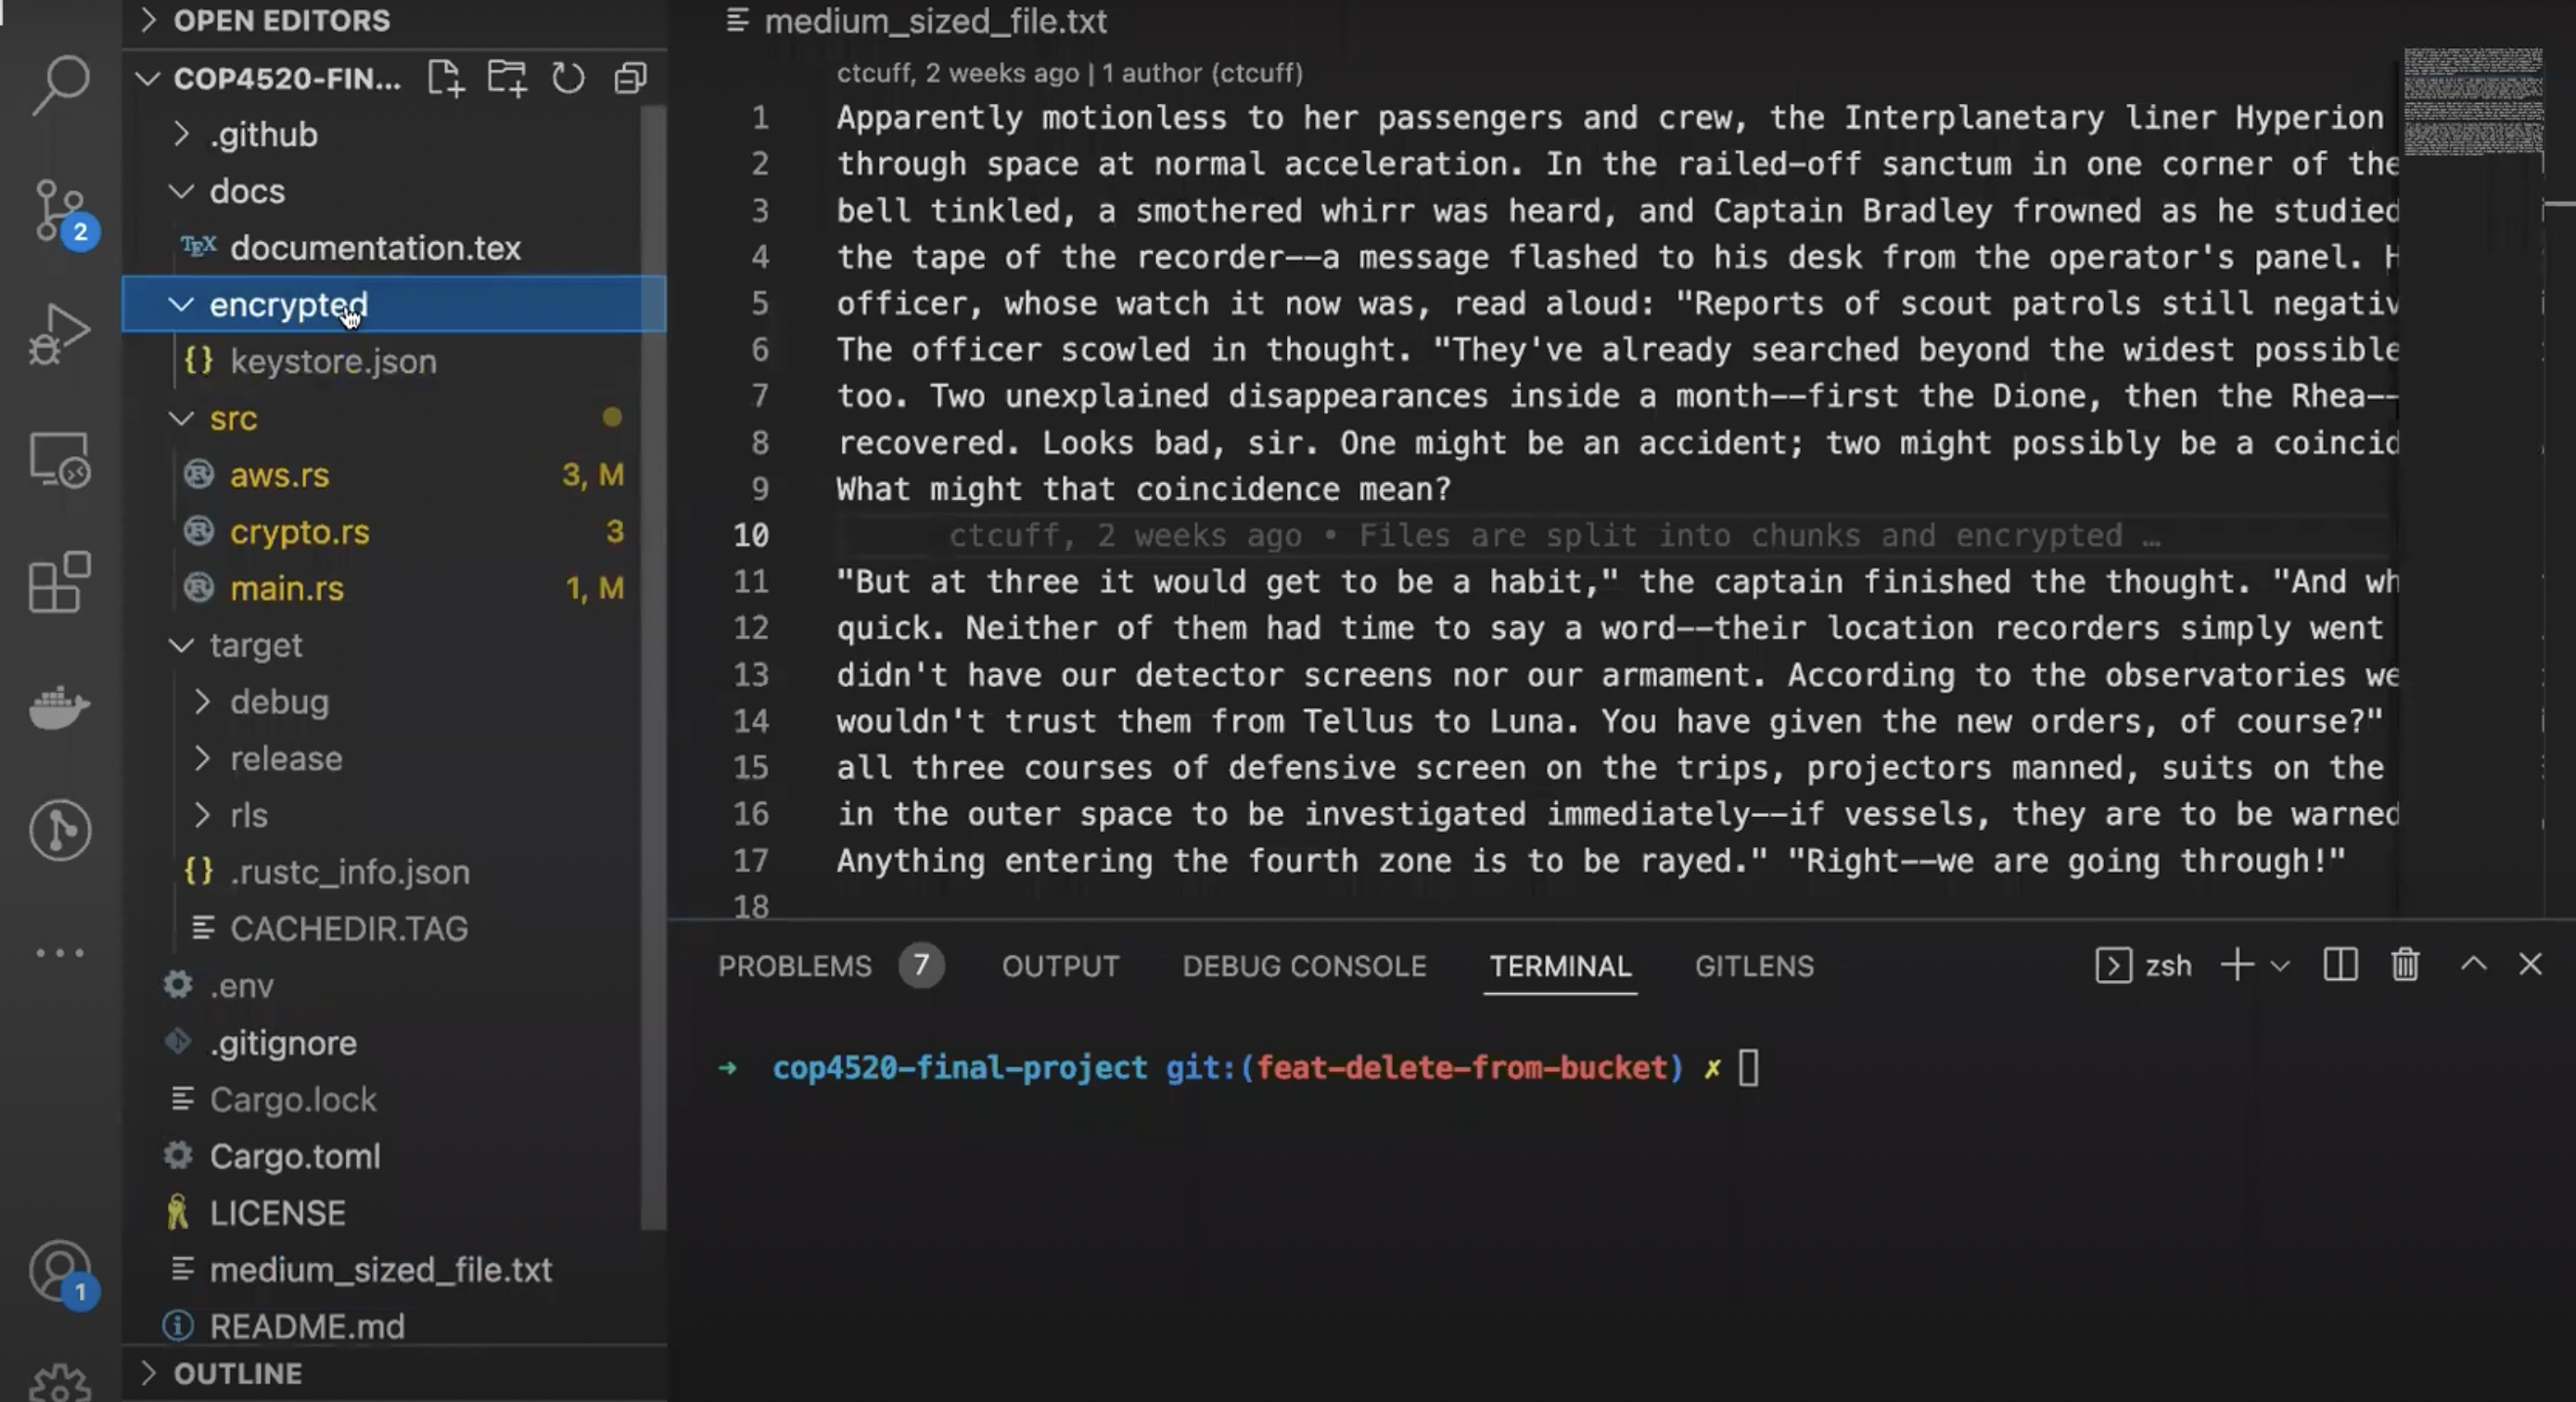 OPEN EDITORS
COP4520-FIN...
.github
docs
documentation.tex
encrypted
keystore.json
src
aws.rs 3, M
crypto.rs 3
main.rs 1, M
target
debug
release
rls
.rustc_info.json
CACHEDIR.TAG
.env
.gitignore
Cargo.lock
Cargo.toml
LICENSE
medium_sized_file.txt
README.md
OUTLINE
2
1
medium_sized_file.txt
ctcuff, 2 weeks ago | 1 author (ctcuff)
1 Apparently motionless to her passengers and crew, the Interplanetary liner Hyperion
2 through space at normal acceleration. In the railed-off sanctum in one corner of the
3 bell tinkled, a smothered whirr was heard, and Captain Bradley frowned as he studied
4 the tape of the recorder--a message flashed to his desk from the operator's panel. H
5 officer, whose watch it now was, read aloud: "Reports of scout patrols still negativ
6 The officer scowled in thought. "They've already searched beyond the widest possible
7 too. Two unexplained disappearances inside a month--first the Dione, then the Rhea--
8 recovered. Looks bad, sir. One might be an accident; two might possibly be a coincid
9 What might that coincidence mean?
10 ctcuff, 2 weeks ago • Files are split into chunks and encrypted …
11 "But at three it would get to be a habit," the captain finished the thought. "And wh
12 quick. Neither of them had time to say a word--their location recorders simply went
13 didn't have our detector screens nor our armament. According to the observatories we
14 wouldn't trust them from Tellus to Luna. You have given the new orders, of course?"
15 all three courses of defensive screen on the trips, projectors manned, suits on the
16 in the outer space to be investigated immediately--if vessels, they are to be warned
17 Anything entering the fourth zone is to be rayed." "Right--we are going through!"
18
PROBLEMS 7 OUTPUT DEBUG CONSOLE TERMINAL GITLENS zsh
➜ cop4520-final-project git:(feat-delete-from-bucket) ✗